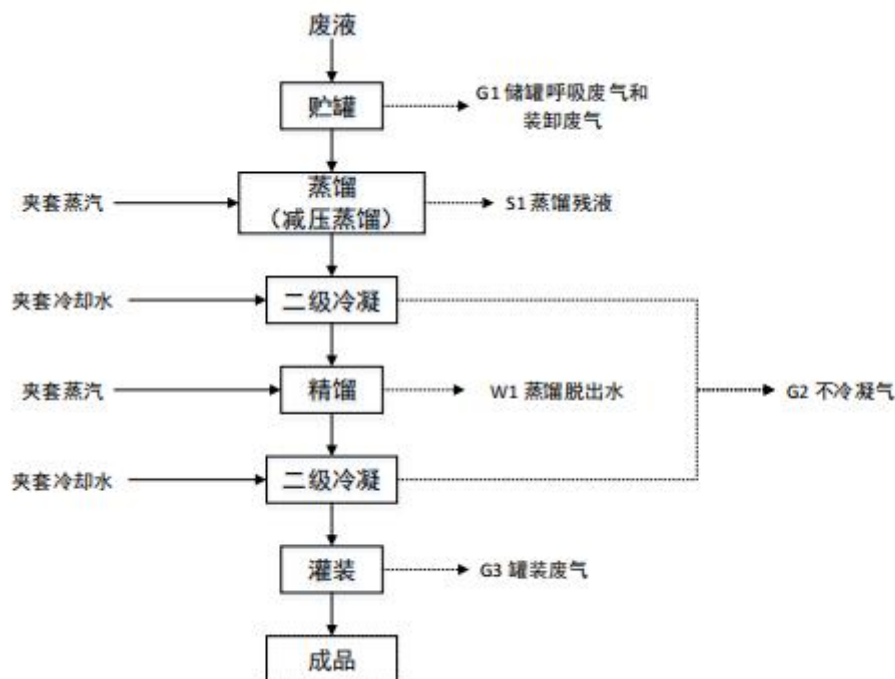 废液
贮罐
G1 储罐呼吸废气和
装卸废气
夹套蒸汽
蒸馏
（减压蒸馏）
S1 蒸馏残液
夹套冷却水
二级冷凝
夹套蒸汽
精馏
W1 蒸馏脱出水
G2 不冷凝气
夹套冷却水
二级冷凝
灌装
G3 罐装废气
成品